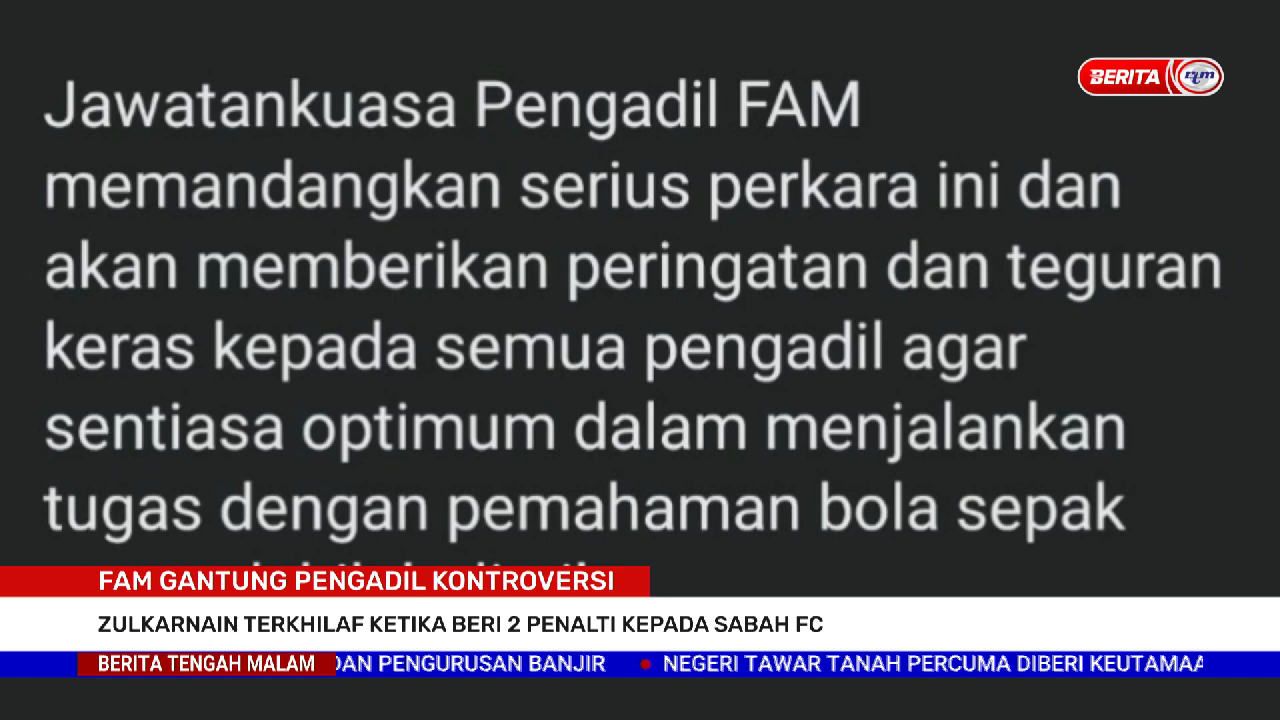 BERITA rtm
Jawatankuasa Pengadil FAM
memandangkan serius perkara ini dan
akan memberikan peringatan dan teguran
keras kepada semua pengadil agar
sentiasa optimum dalam menjalankan
tugas dengan pemahaman bola sepak
FAM GANTUNG PENGADIL KONTROVERSI
ZULKARNAIN TERKHILAF KETIKA BERI 2 PENALTI KEPADA SABAH FC
BERITA TENGAH MALAM DAN PENGURUSAN BANJIR • NEGERI TAWAR TANAH PERCUMA DIBERI KEUTAMAA